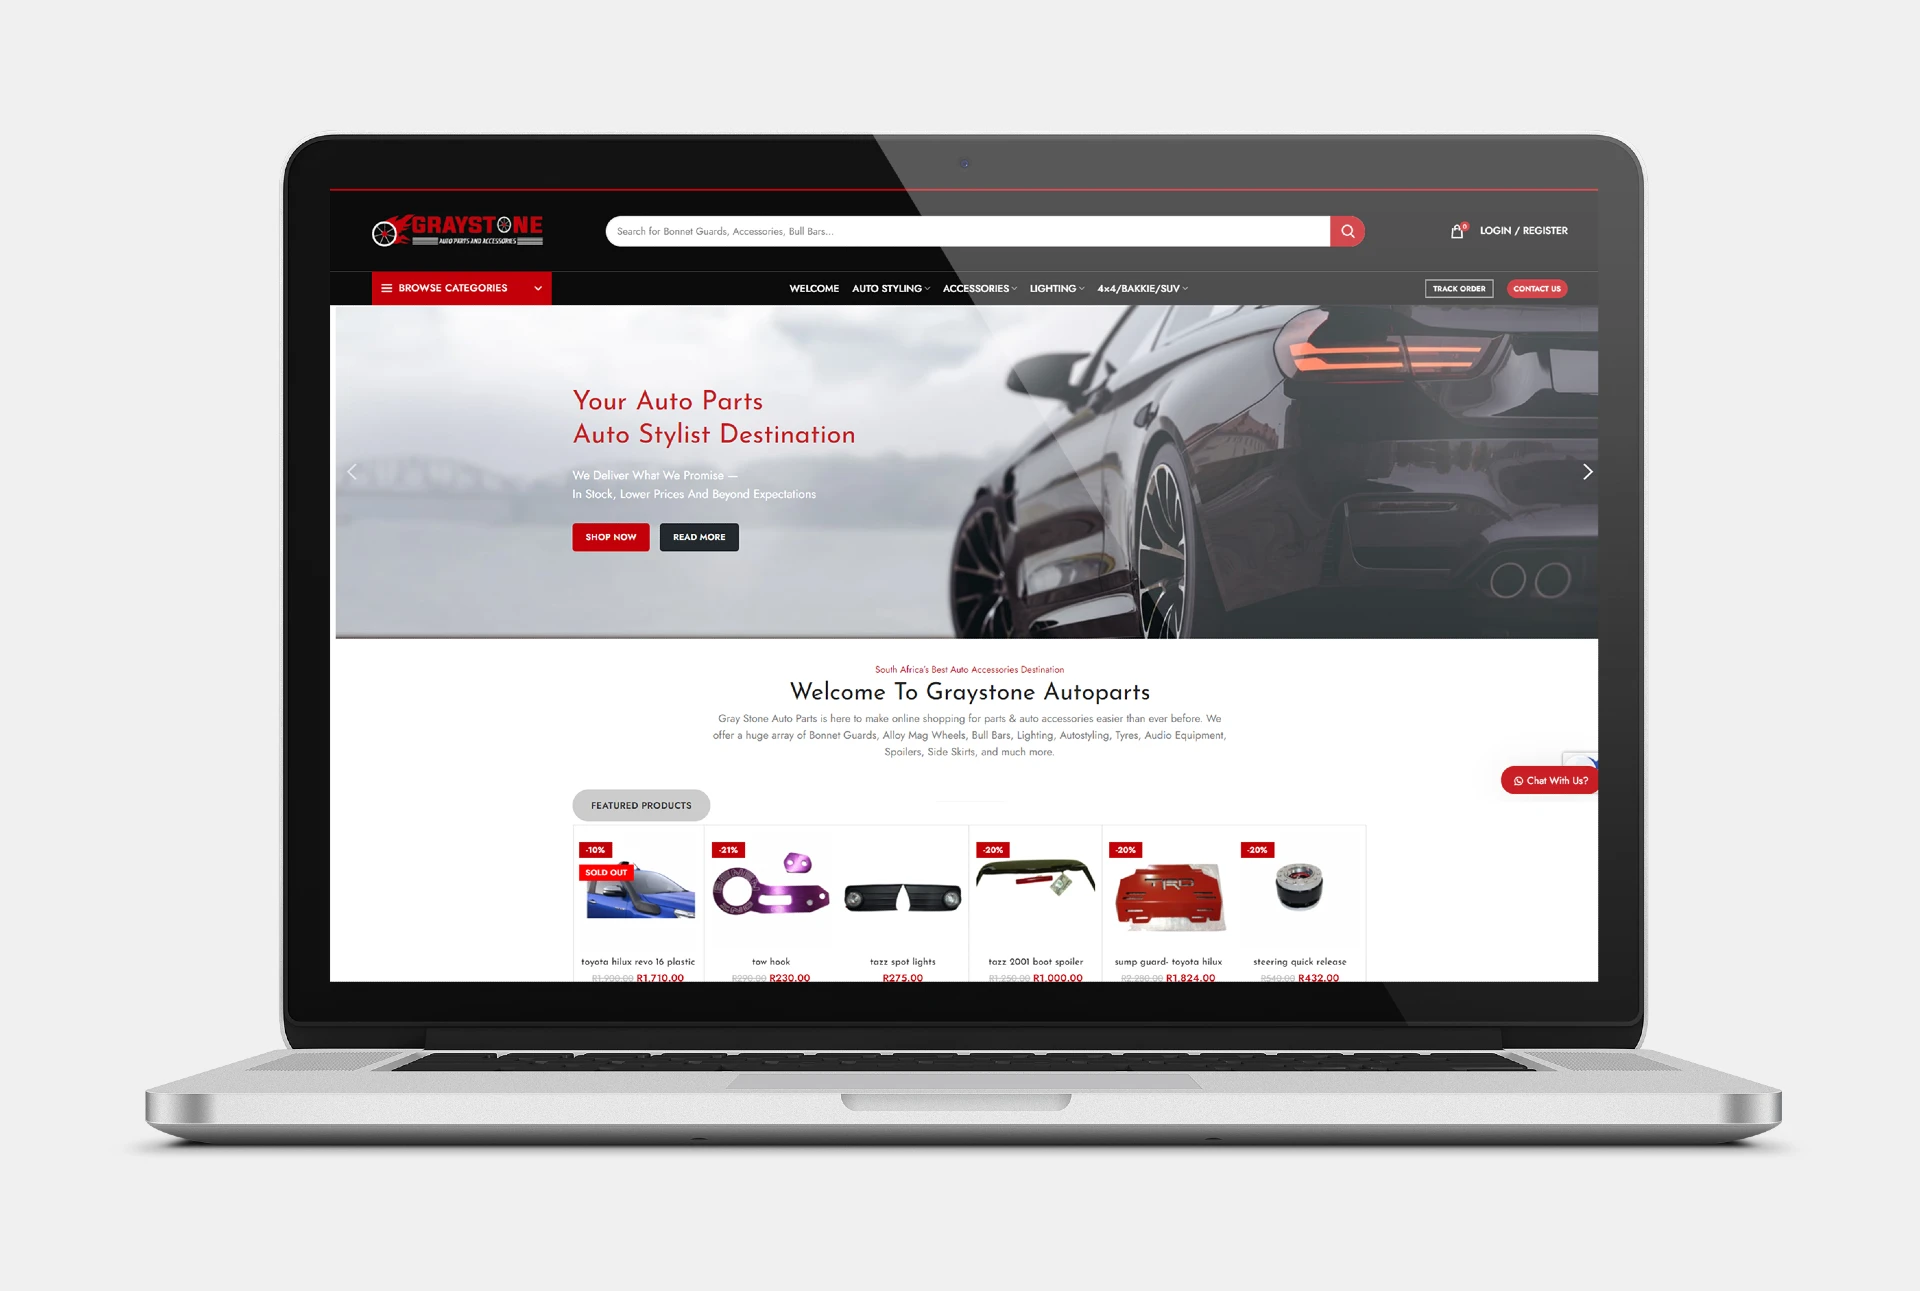 GRAYSTONE
AUTO PARTS AND ACCESSORIES
Search for Bonnet Guards, Accessories, Bull Bars...
0
LOGIN / REGISTER
BROWSE CATEGORIES
WELCOME AUTO STYLING ACCESSORIES LIGHTING 4x4/BAKKIE/SUV
TRACK ORDER
CONTACT US
Your Auto Parts
Auto Stylist Destination
We Deliver What We Promise —
In Stock, Lower Prices And Beyond Expectations
SHOP NOW
READ MORE
South Africa's Best Auto Accessories Destination
Welcome To Graystone Autoparts
Gray Stone Auto Parts is here to make online shopping for parts & auto accessories easier than ever before. We
offer a huge array of Bonnet Guards, Alloy Mag Wheels, Bull Bars, Lighting, Autostyling, Tyres, Audio Equipment,
Spoilers, Side Skirts, and much more.
Chat With Us?
FEATURED PRODUCTS
-10%
SOLD OUT
toyota hilux revo 16 plastic
R1,900.00 R1,710.00
-21%
tow hook
R290.00 R230.00
tazz spot lights
R275.00
-20%
tazz 2001 boot spoiler
R1,250.00 R1,000.00
-20%
TRD
sump guard- toyota hilux
R2,280.00 R1,824.00
-20%
steering quick release
R540.00 R432.00